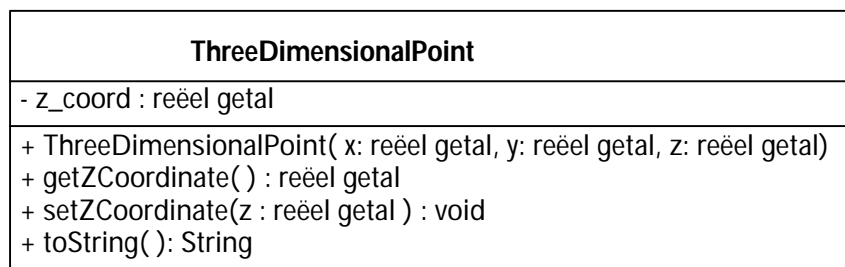 ThreeDimensionalPoint
- z_coord : reëel getal
+ ThreeDimensionalPoint( x: reëel getal, y: reëel getal, z: reëel getal)
+ getZCoordinate( ) : reëel getal
+ setZCoordinate(z : reëel getal ) : void
+ toString( ): String